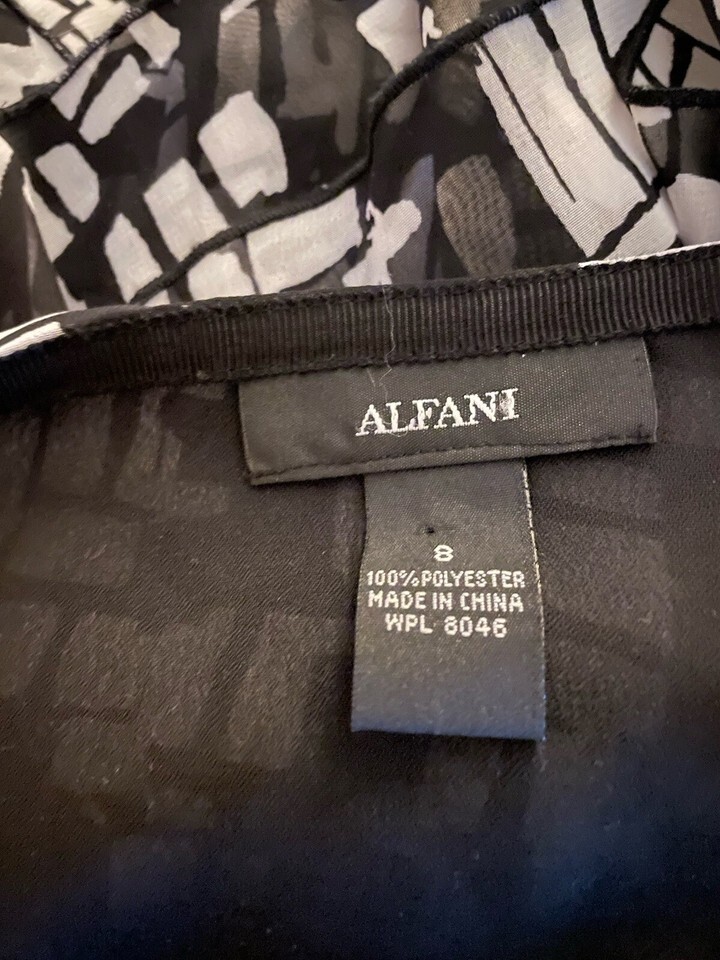 ALFANI
8
100%POLYESTER
MADE IN CHINA
WPL 8046